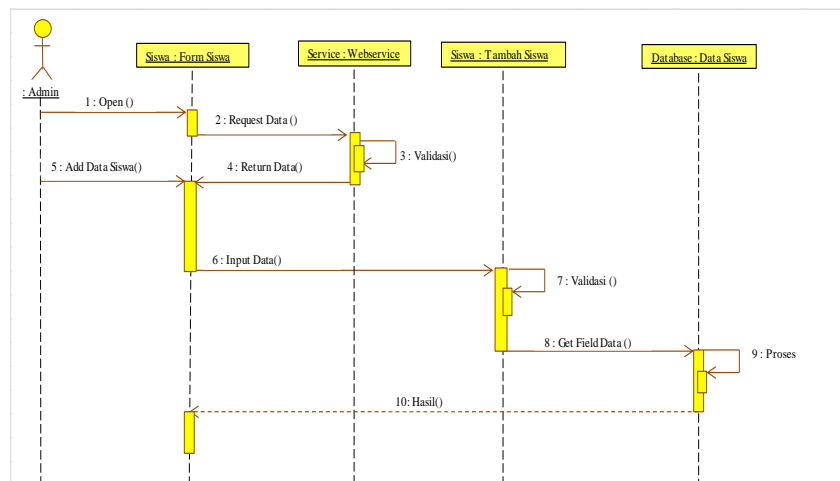 Siswa : Form Siswa
Service : Webservice
Siswa : Tambah Siswa
Database : Data Siswa
: Admin
1 : Open ()
2 : Request Data ()
3 : Validasi()
4 : Return Data()
5 : Add Data Siswa()
6 : Input Data()
7 : Validasi ()
8 : Get Field Data ()
9 : Proses
10: Hasil()